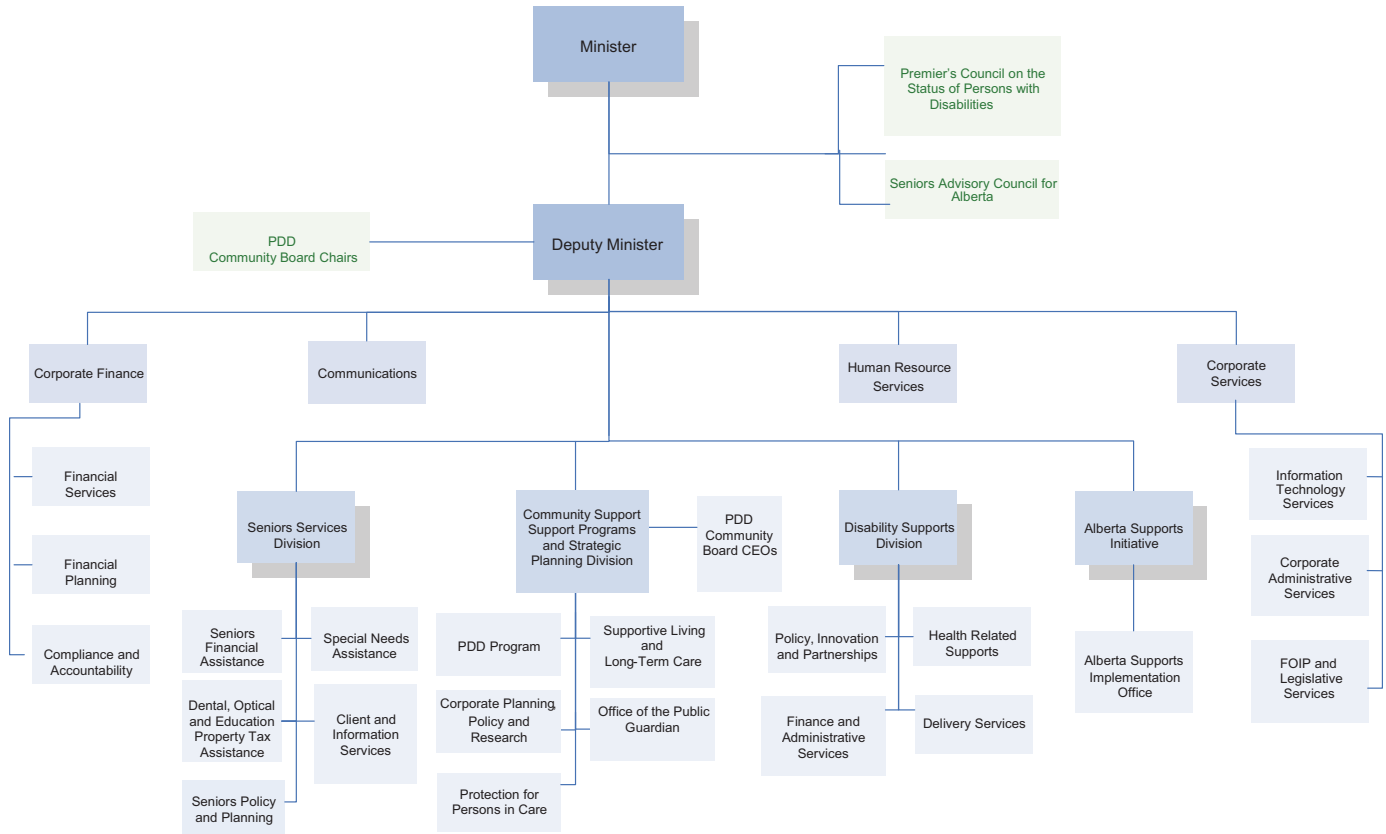 Minister
Premier's Council on the
Status of Persons with
Disabilities
Seniors Advisory Council for
Alberta
PDD
Community Board Chairs
Deputy Minister
Corporate Finance
Communications
Human Resource
Services
Corporate
Services
Financial
Services
Financial
Planning
Compliance and
Accountability
Seniors Services
Division
Community Support
Support Programs
and Strategic
Planning Division
PDD
Community
Board CEOs
Disability Supports
Division
Alberta Supports
Initiative
Information
Technology
Services
Corporate
Administrative
Services
FOIP and
Legislative
Services
Seniors
Financial
Assistance
Special Needs
Assistance
Dental, Optical
and Education
Property Tax
Assistance
Client and
Information
Services
Seniors Policy
and Planning
PDD Program
Supportive Living
and
Long-Term Care
Corporate Planning,
Policy and
Research
Office of the Public
Guardian
Protection for
Persons in Care
Policy, Innovation
and Partnerships
Health Related
Supports
Finance and
Administrative
Services
Delivery Services
Alberta Supports
Implementation
Office